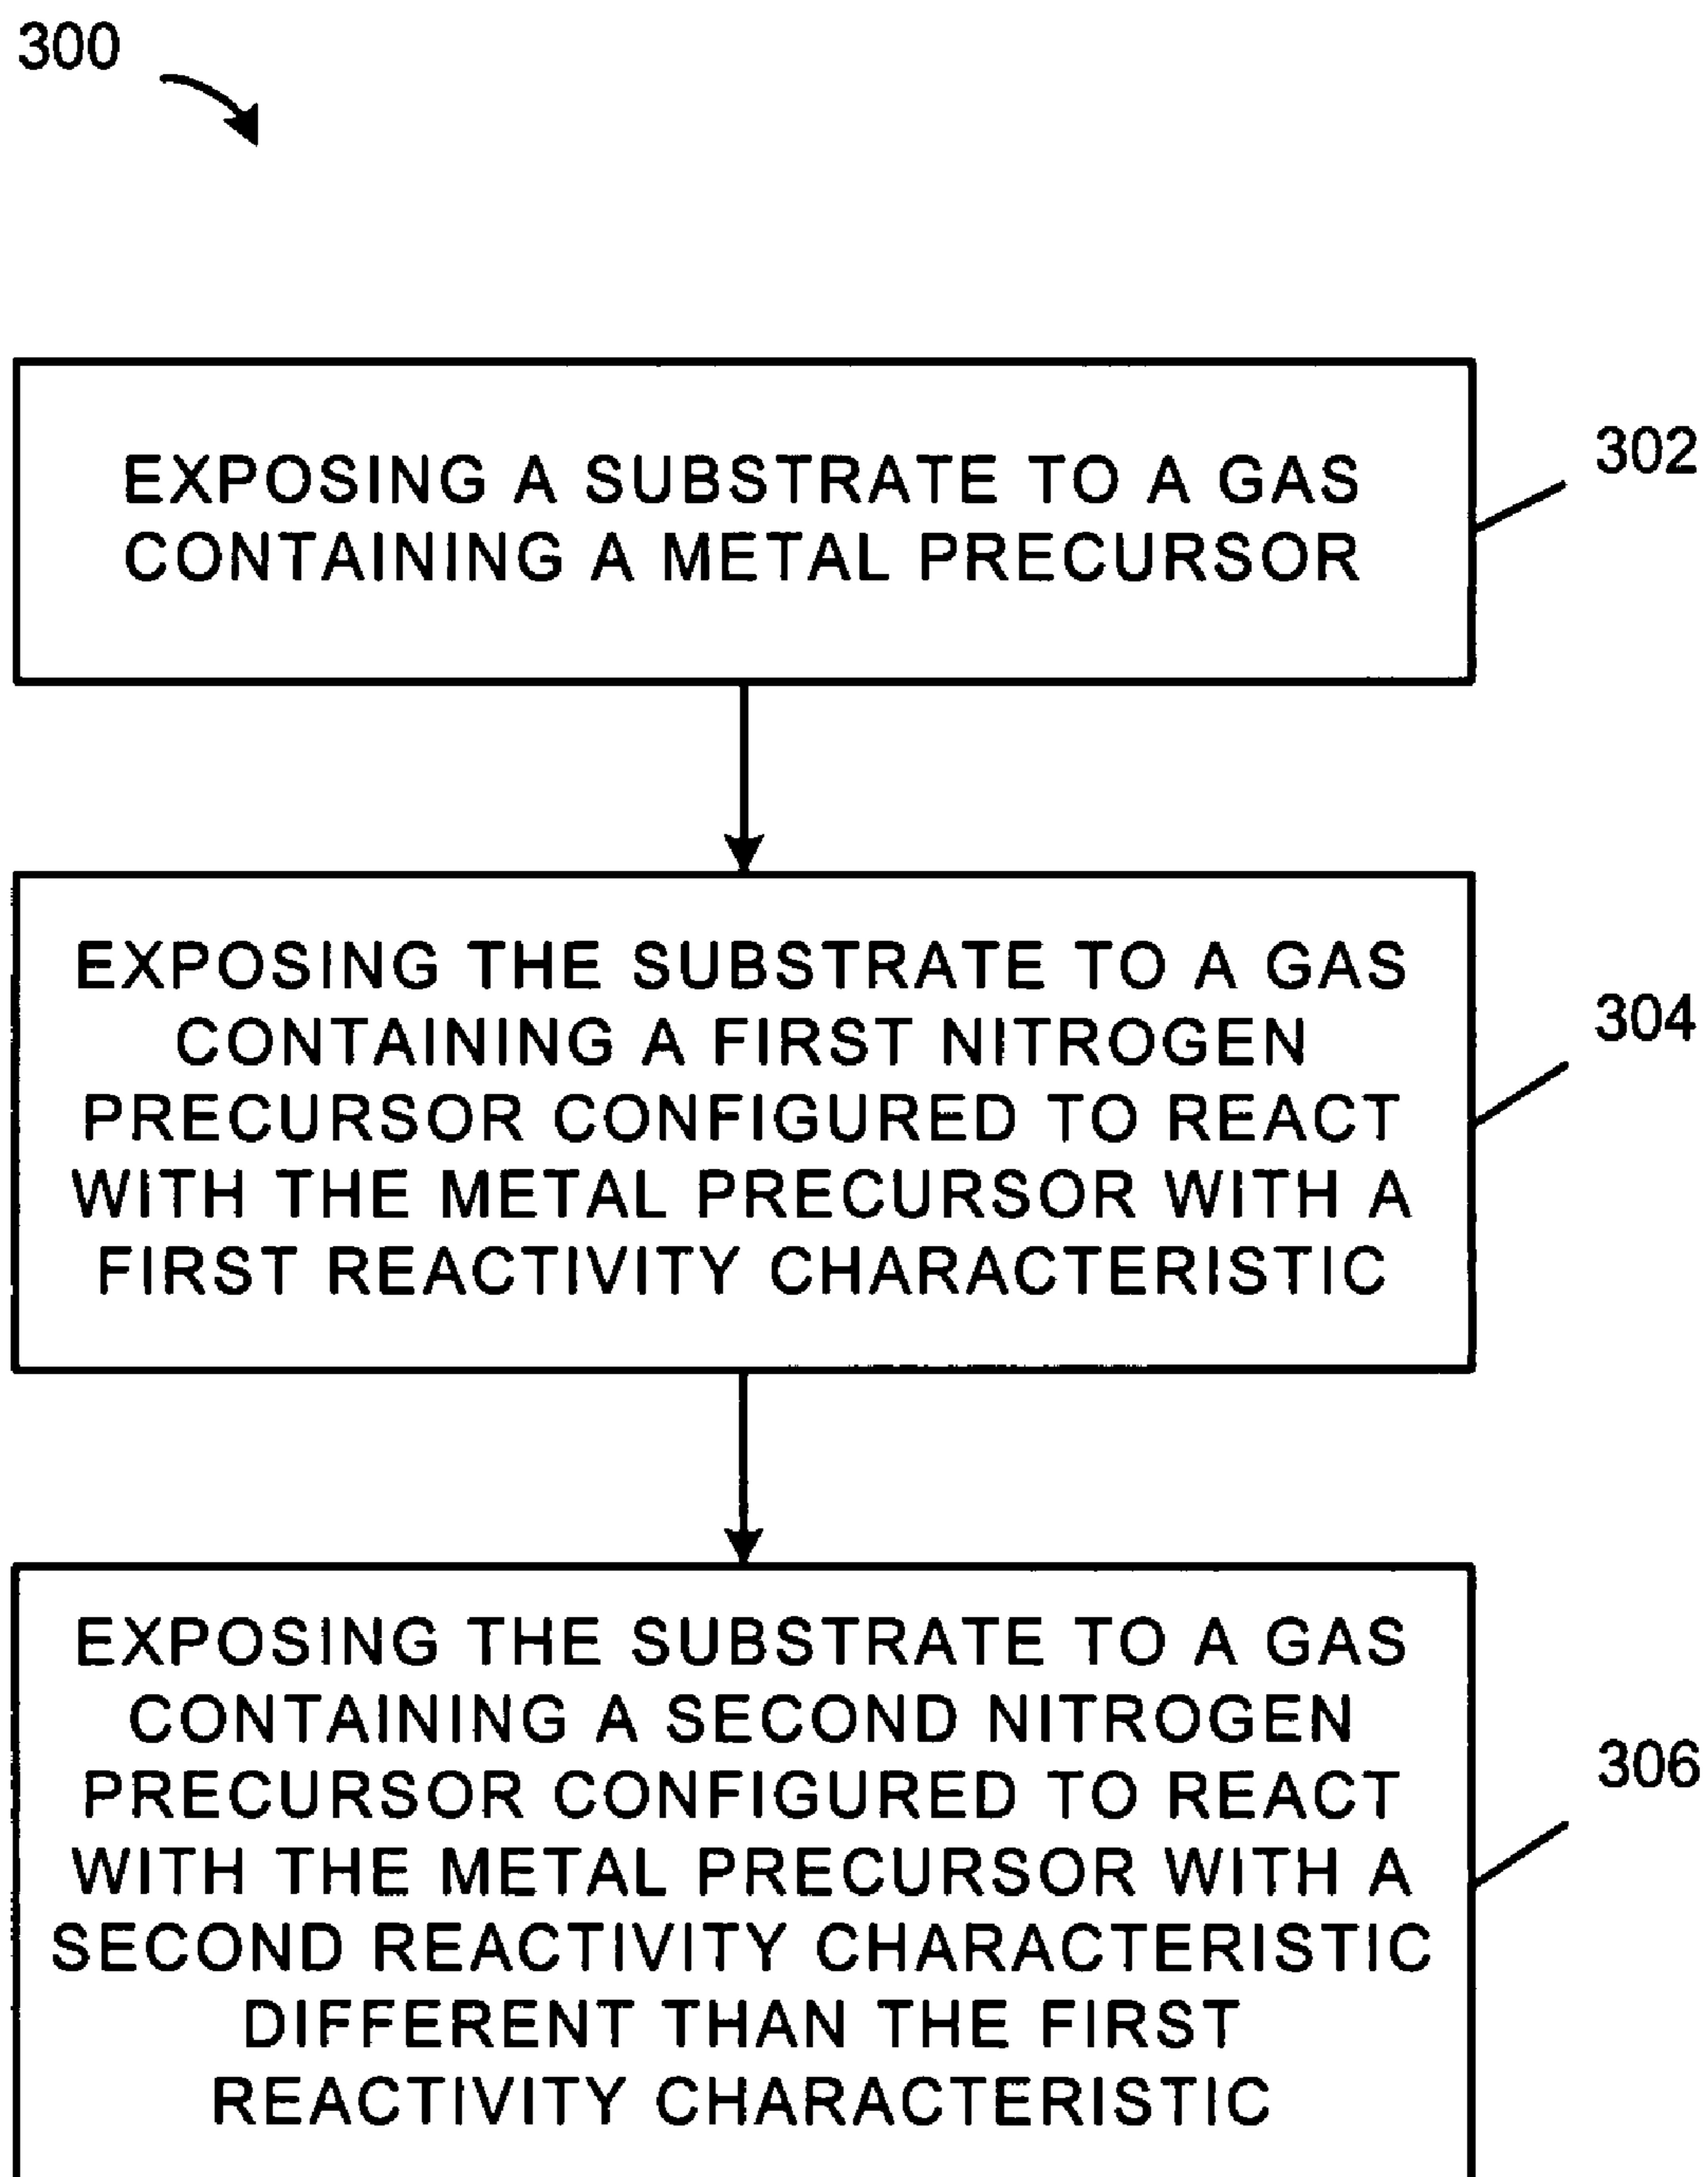 300
EXPOSING A SUBSTRATE TO A GAS
CONTAINING A METAL PRECURSOR
302
EXPOSING THE SUBSTRATE TO A GAS
CONTAINING A FIRST NITROGEN
PRECURSOR CONFIGURED TO REACT
WITH THE METAL PRECURSOR WITH A
FIRST REACTIVITY CHARACTERISTIC
304
EXPOSING THE SUBSTRATE TO A GAS
CONTAINING A SECOND NITROGEN
PRECURSOR CONFIGURED TO REACT
WITH THE METAL PRECURSOR WITH A
SECOND REACTIVITY CHARACTERISTIC
DIFFERENT THAN THE FIRST
REACTIVITY CHARACTERISTIC
306